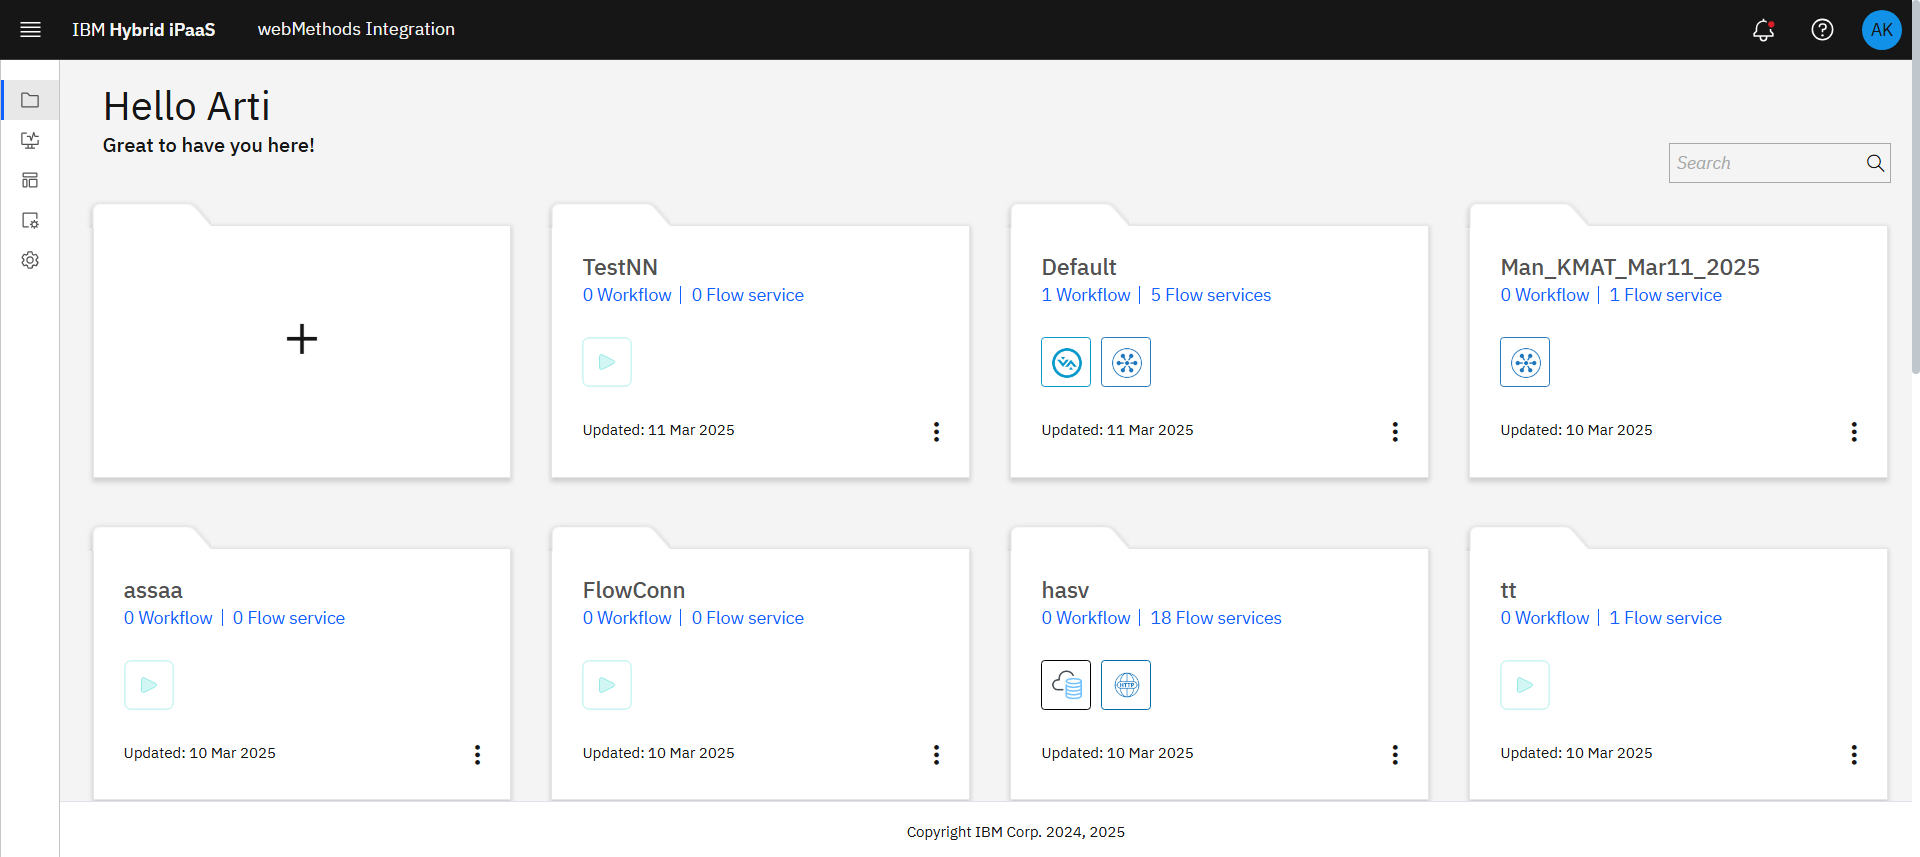 IBM Hybrid iPaaS webMethods Integration AK
Hello Arti
Great to have you here!
Search
TestNN
0 Workflow | 0 Flow service
Updated: 11 Mar 2025
Default
1 Workflow | 5 Flow services
Updated: 11 Mar 2025
Man_KMAT_Mar11_2025
0 Workflow | 1 Flow service
Updated: 10 Mar 2025
assaa
0 Workflow | 0 Flow service
Updated: 10 Mar 2025
FlowConn
0 Workflow | 0 Flow service
Updated: 10 Mar 2025
hasv
0 Workflow | 18 Flow services
HTTP
Updated: 10 Mar 2025
tt
0 Workflow | 1 Flow service
Updated: 10 Mar 2025
Copyright IBM Corp. 2024, 2025